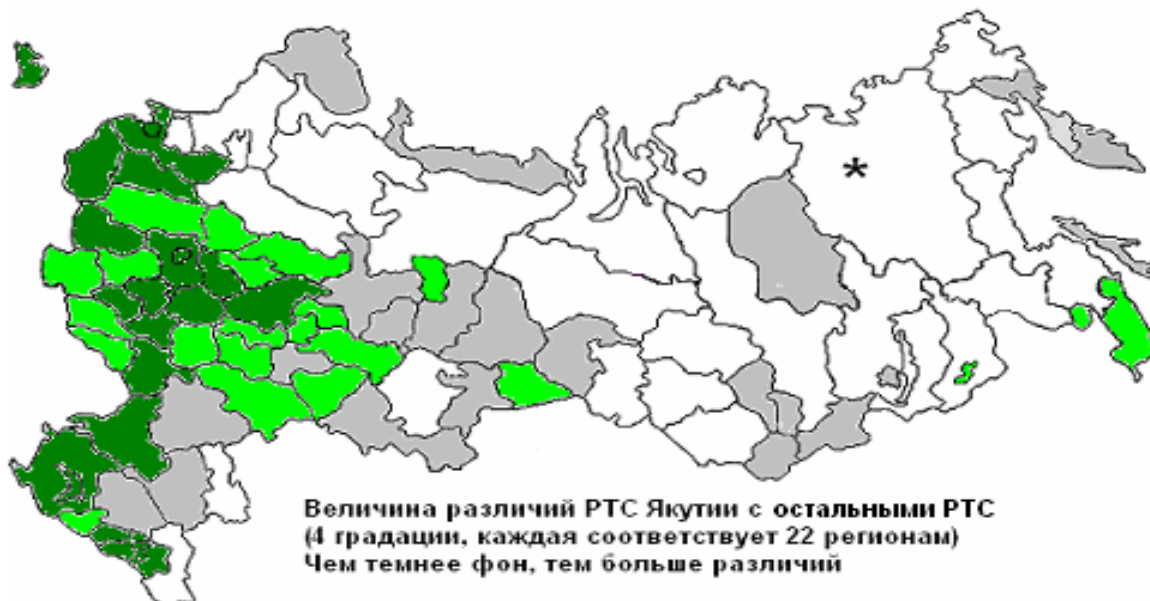 *
Величина различий РТС Якутии с остальными РТС
(4 градации, каждая соответствует 22 регионам)
Чем темнее фон, тем больше различий